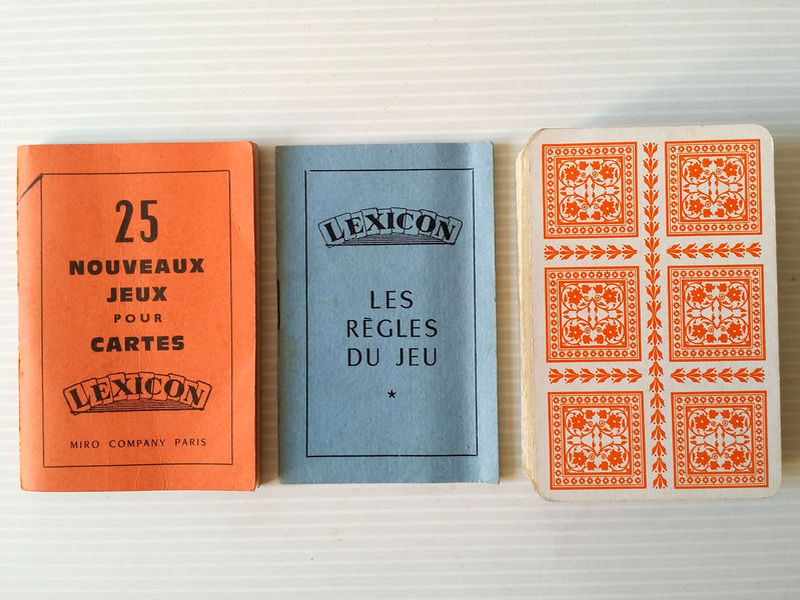 25
NOUVEAUX
JEUX
POUR
CARTES
LEXICON
MIRO COMPANY PARIS
LEXICON
LES
RÈGLES
DU JEU
*